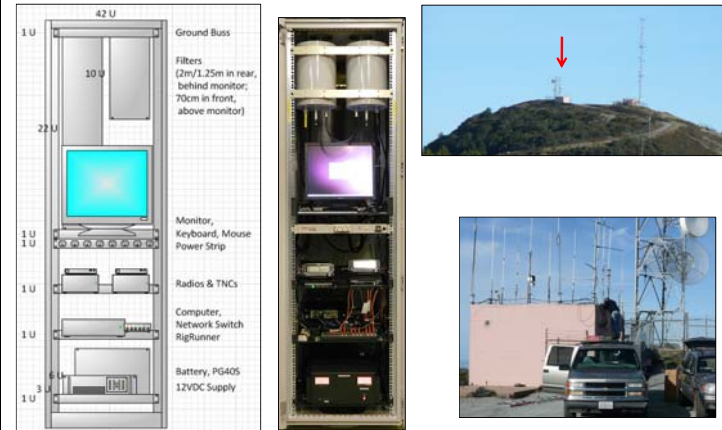 42 U
1 U
Ground Buss
Filters
(2m/1.25m in rear,
behind monitor;
70cm in front,
above monitor)
10 U
22 U
Monitor,
1 U
Keyboard, Mouse
1 U
Power Strip
1 U
Radios & TNCs
Computer,
Network Switch
1 U
RigRunner
6 U
Battery, PG40S
3 U
12VDC Supply
1 U